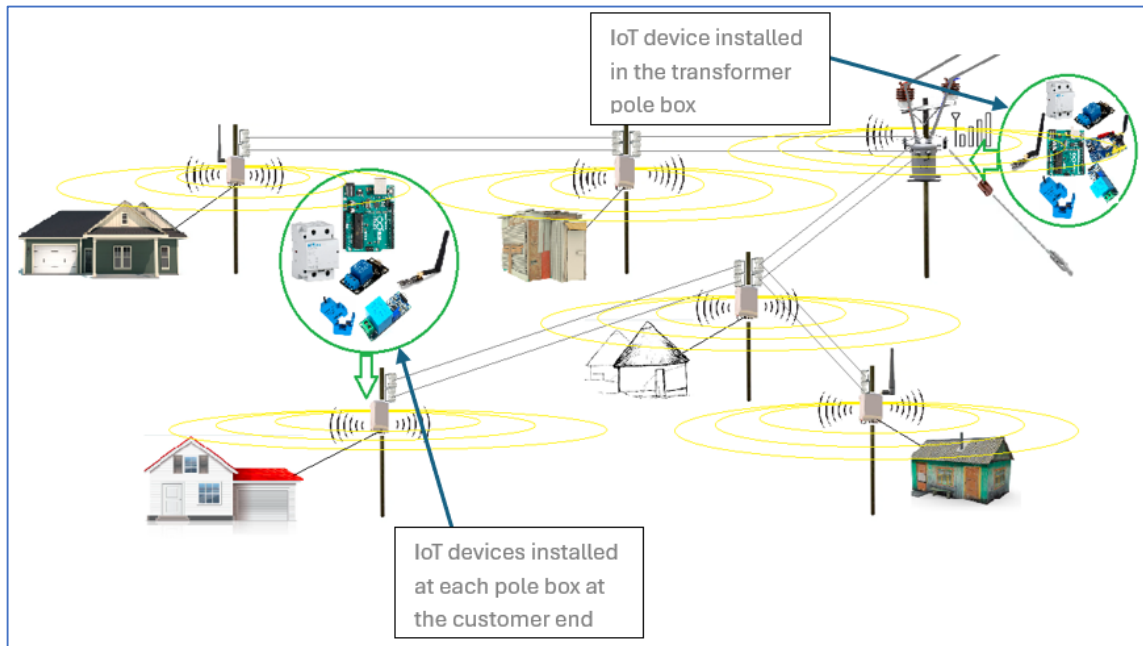 IoT device installed
in the transformer
pole box
IoT devices installed
at each pole box at
the customer end